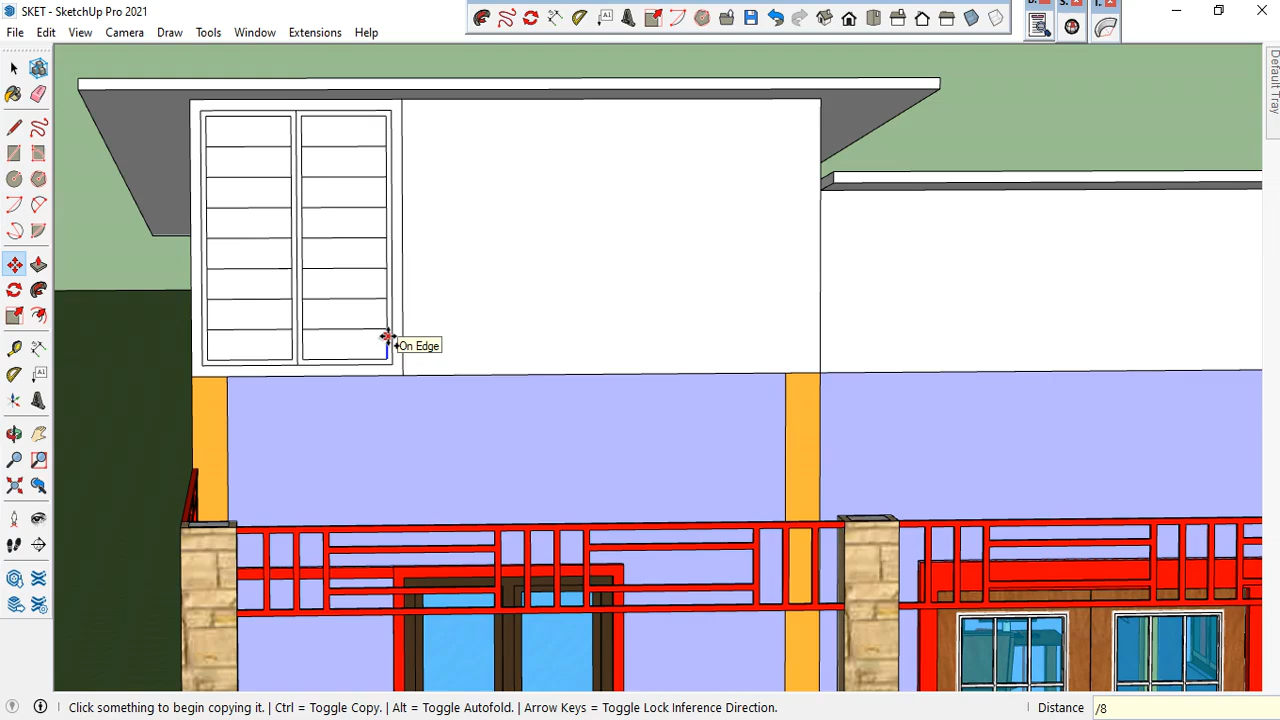 SKET - SketchUp Pro 2021
File Edit View Camera Draw Tools Window Extensions Help
Default Tray
On Edge
Click something to begin copying it. | Ctrl = Toggle Copy. | Alt = Toggle Autofold. | Arrow Keys = Toggle Lock Inference Direction.
Distance /8